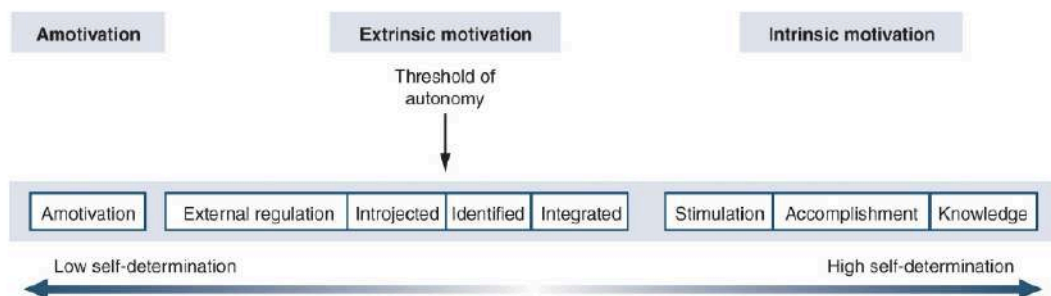 Amotivation
Extrinsic motivation
Intrinsic motivation
Threshold of
autonomy
Amotivation
External regulation
Introjected
Identified
Integrated
Stimulation
Accomplishment
Knowledge
Low self-determination
High self-determination